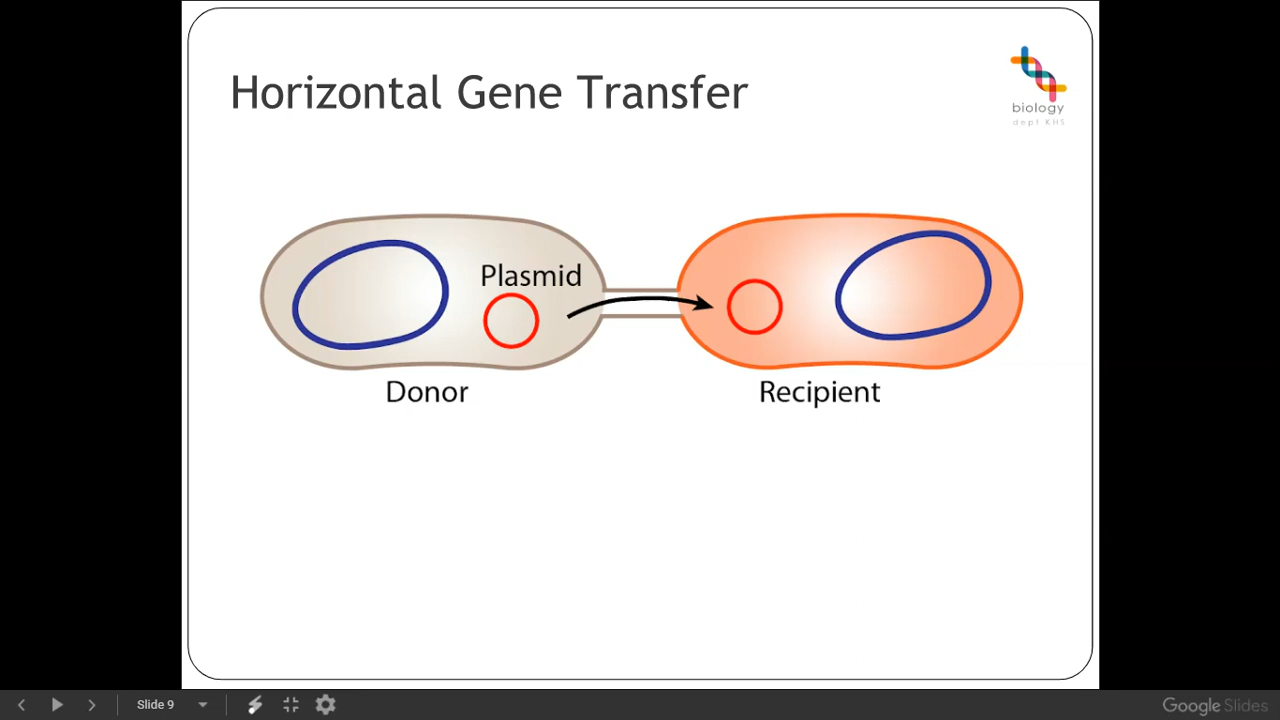 Horizontal Gene Transfer
biology
dept KHS
Plasmid
Donor
Recipient
Slide 9
Google Slides